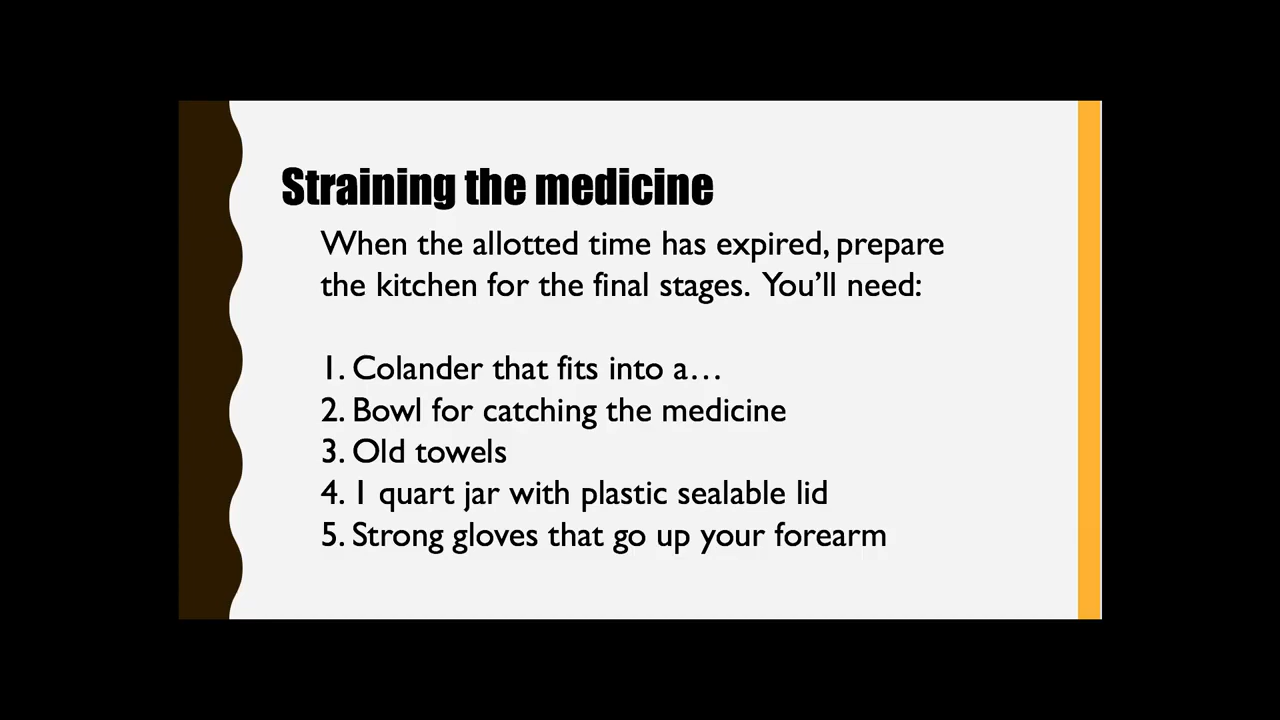 Straining the medicine
When the allotted time has expired, prepare
the kitchen for the final stages.  You’ll need:
1. Colander that fits into a…
2. Bowl for catching the medicine
3. Old towels
4. 1 quart jar with plastic sealable lid
5. Strong gloves that go up your forearm